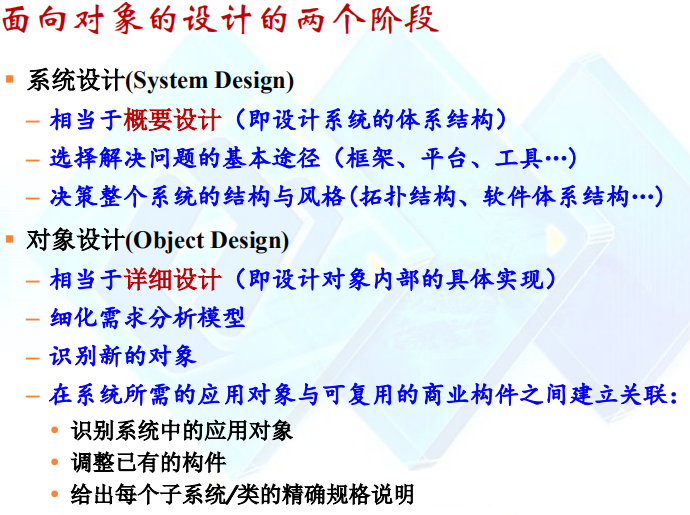 面向对象的设计的两个阶段
▪ 系统设计(System Design)
– 相当于概要设计（即设计系统的体系结构）
– 选择解决问题的基本途径（框架、平台、工具…)
– 决策整个系统的结构与风格(拓扑结构、软件体系结构…)
▪ 对象设计(Object Design)
– 相当于详细设计（即设计对象内部的具体实现）
– 细化需求分析模型
– 识别新的对象
– 在系统所需的应用对象与可复用的商业构件之间建立关联：
• 识别系统中的应用对象
• 调整已有的构件
• 给出每个子系统/类的精确规格说明